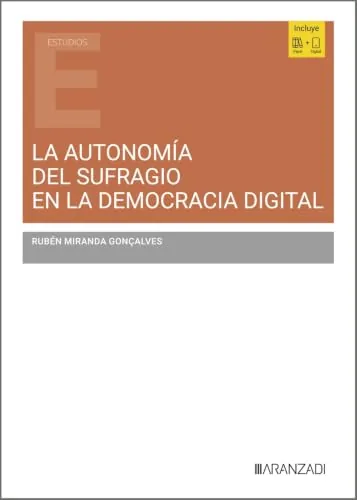 E
ESTUDIOS
Incluye
Papel + Digital
LA AUTONOMÍA
DEL SUFRAGIO
EN LA DEMOCRACIA DIGITAL
RUBÉN MIRANDA GONÇALVES
ARANZADI